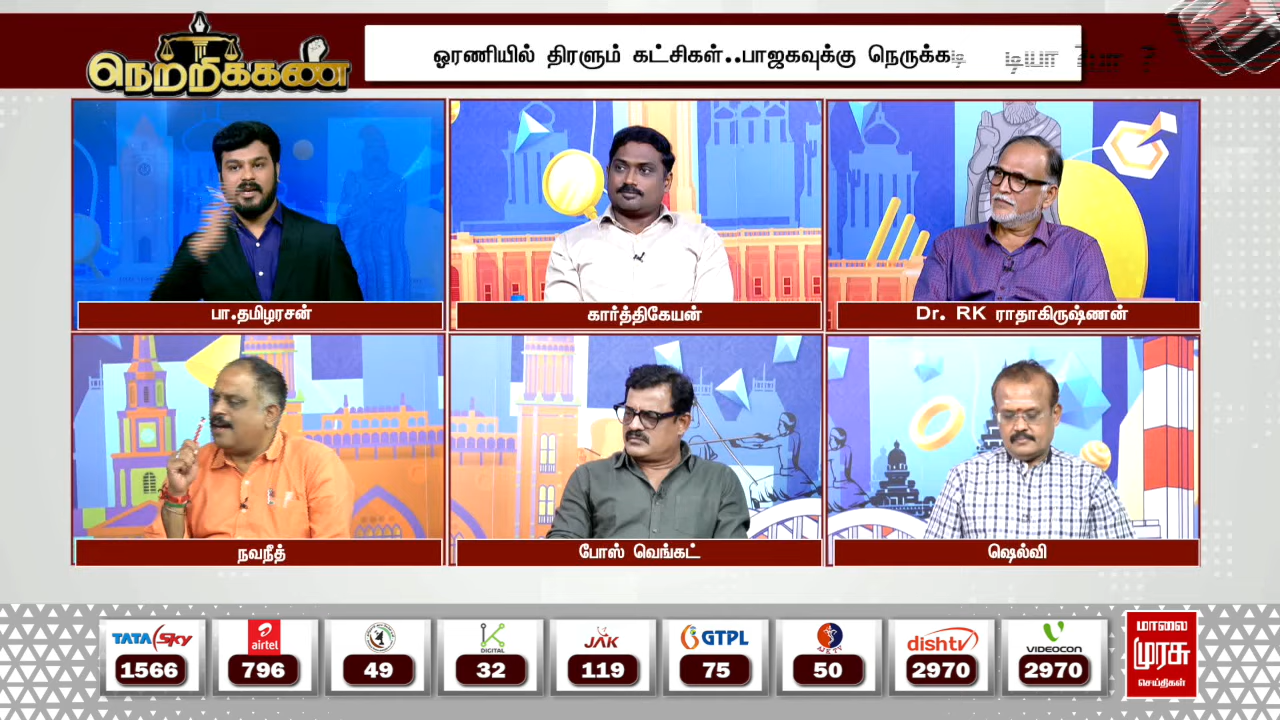 நெற்றிக்கண்
ஓரணியில் திரளும் கட்சிகள்..பாஜகவுக்கு
பா.தமிழரசன்
கார்த்திகேயன்
Dr. RK ராதாகிருஷ்ணன்
நவநீத்
போஸ் வெங்கட்
ஷெல்வி
TATA Sky
airtel
DIGITAL
JAK
GTPL
AKTV
dishtv
VIDEOCON
1566
796
49
32
119
75
50
2970
2970
மாலை
முரசு
செய்திகள்